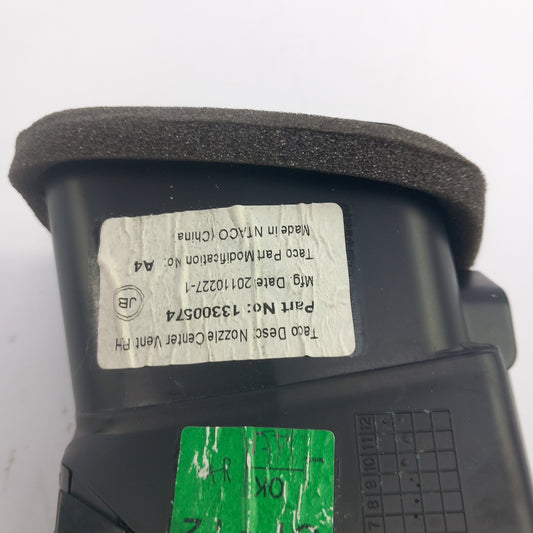 Taco Desc: Nozzle Center Vent RH
Part No: 13300574
Mfg. Date: 20110227-1
JB
Taco Part Modification No: A4
Made in NTACO (China
OK
7 8 9 10 11 12